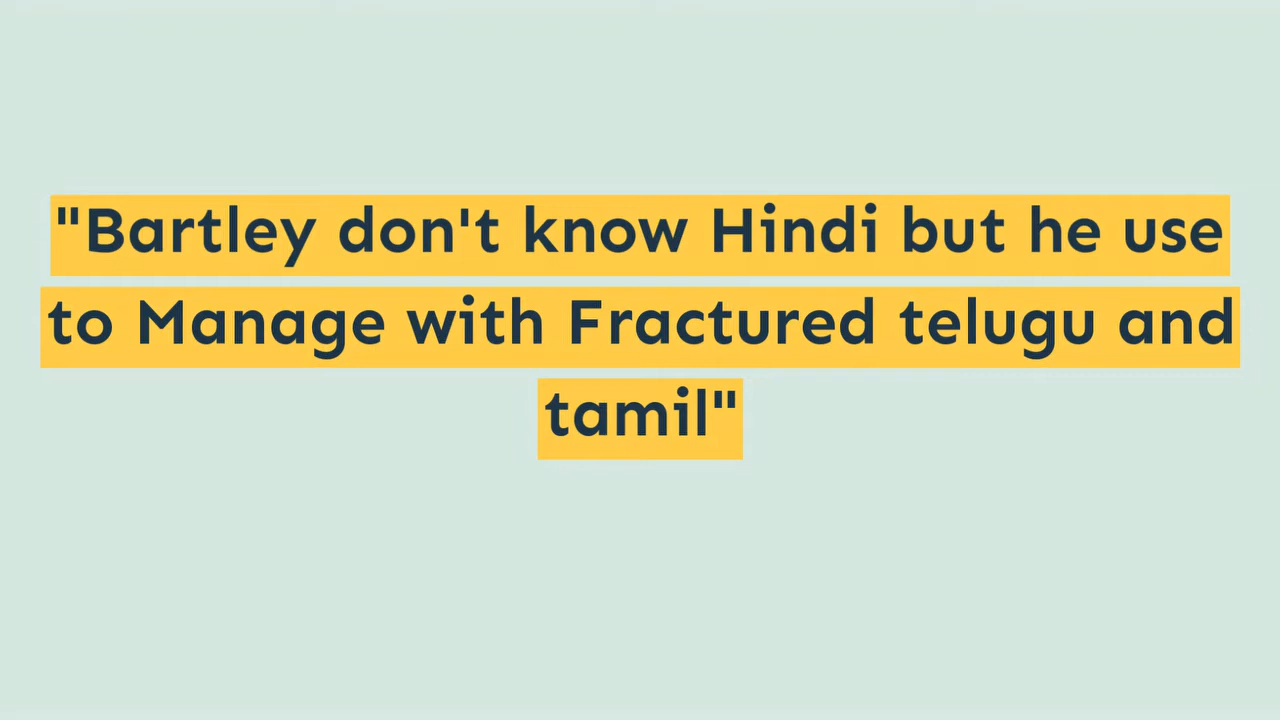 "Bartley don't know Hindi but he use
to Manage with Fractured telugu and
tamil"